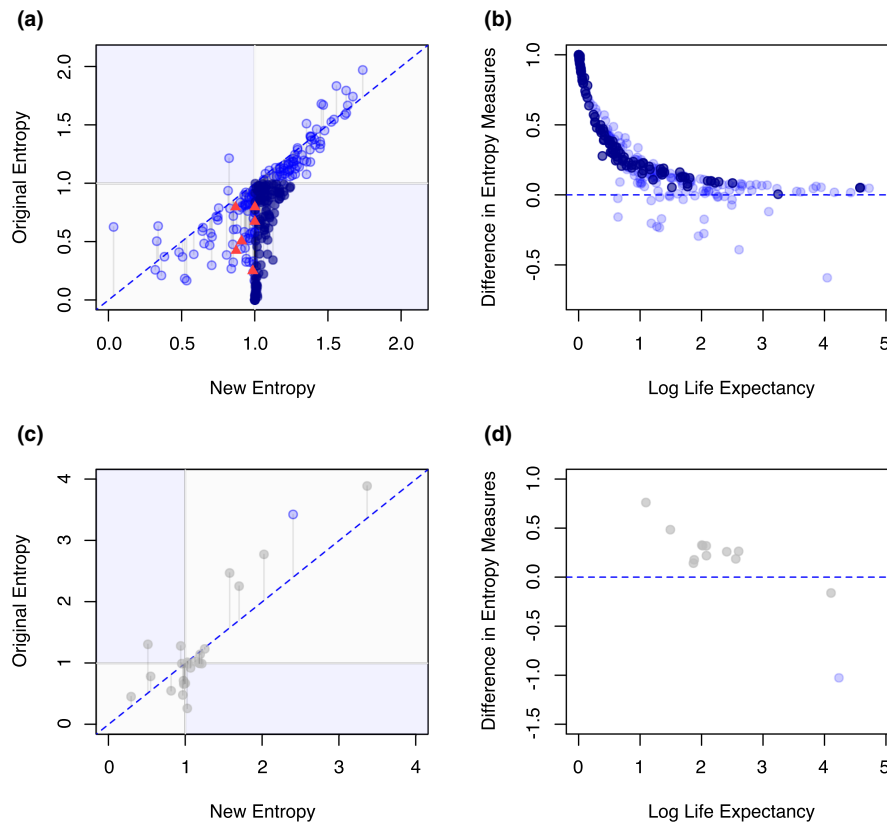 (a)
Original Entropy
0.0 0.5 1.0 1.5 2.0
0.0 0.5 1.0 1.5 2.0
New Entropy
(b)
Difference in Entropy Measures
-0.5 0.0 0.5 1.0
0 1 2 3 4 5
Log Life Expectancy
(c)
Original Entropy
0 1 2 3 4
0 1 2 3 4
New Entropy
(d)
Difference in Entropy Measures
-1.5 -1.0 -0.5 0.0 0.5 1.0
0 1 2 3 4 5
Log Life Expectancy